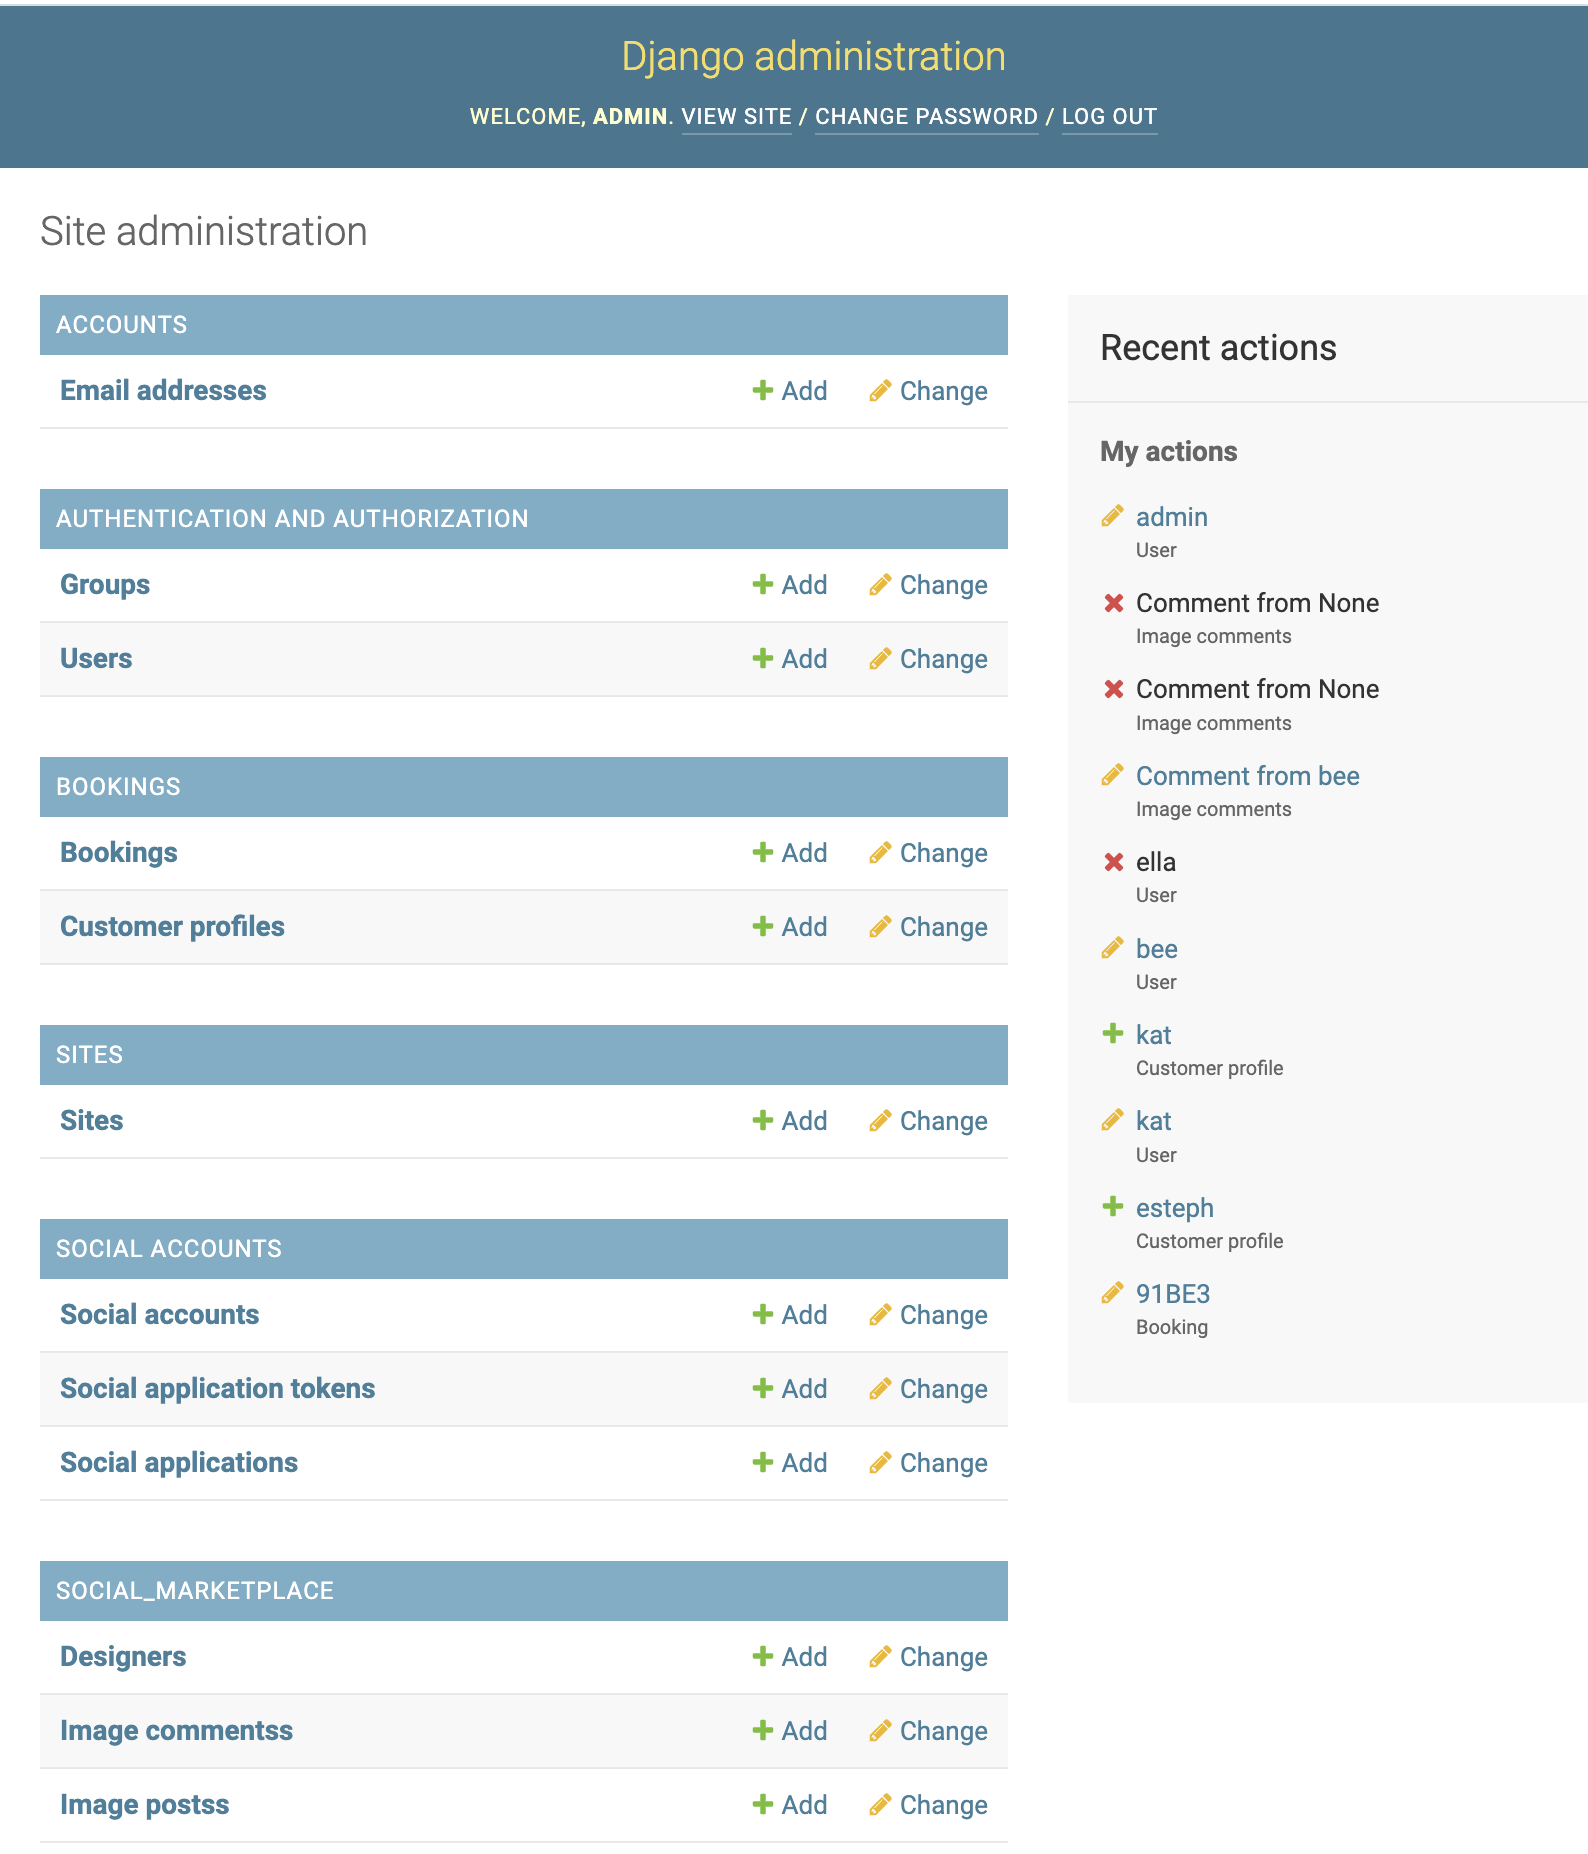 Django administration
WELCOME, ADMIN. VIEW SITE / CHANGE PASSWORD / LOG OUT
Site administration
ACCOUNTS
Email addresses Add Change
AUTHENTICATION AND AUTHORIZATION
Groups Add Change
Users Add Change
BOOKINGS
Bookings Add Change
Customer profiles Add Change
SITES
Sites Add Change
SOCIAL ACCOUNTS
Social accounts Add Change
Social application tokens Add Change
Social applications Add Change
SOCIAL_MARKETPLACE
Designers Add Change
Image commentss Add Change
Image postss Add Change
Recent actions
My actions
admin
User
Comment from None
Image comments
Comment from None
Image comments
Comment from bee
Image comments
ella
User
bee
User
kat
Customer profile
kat
User
esteph
Customer profile
91BE3
Booking